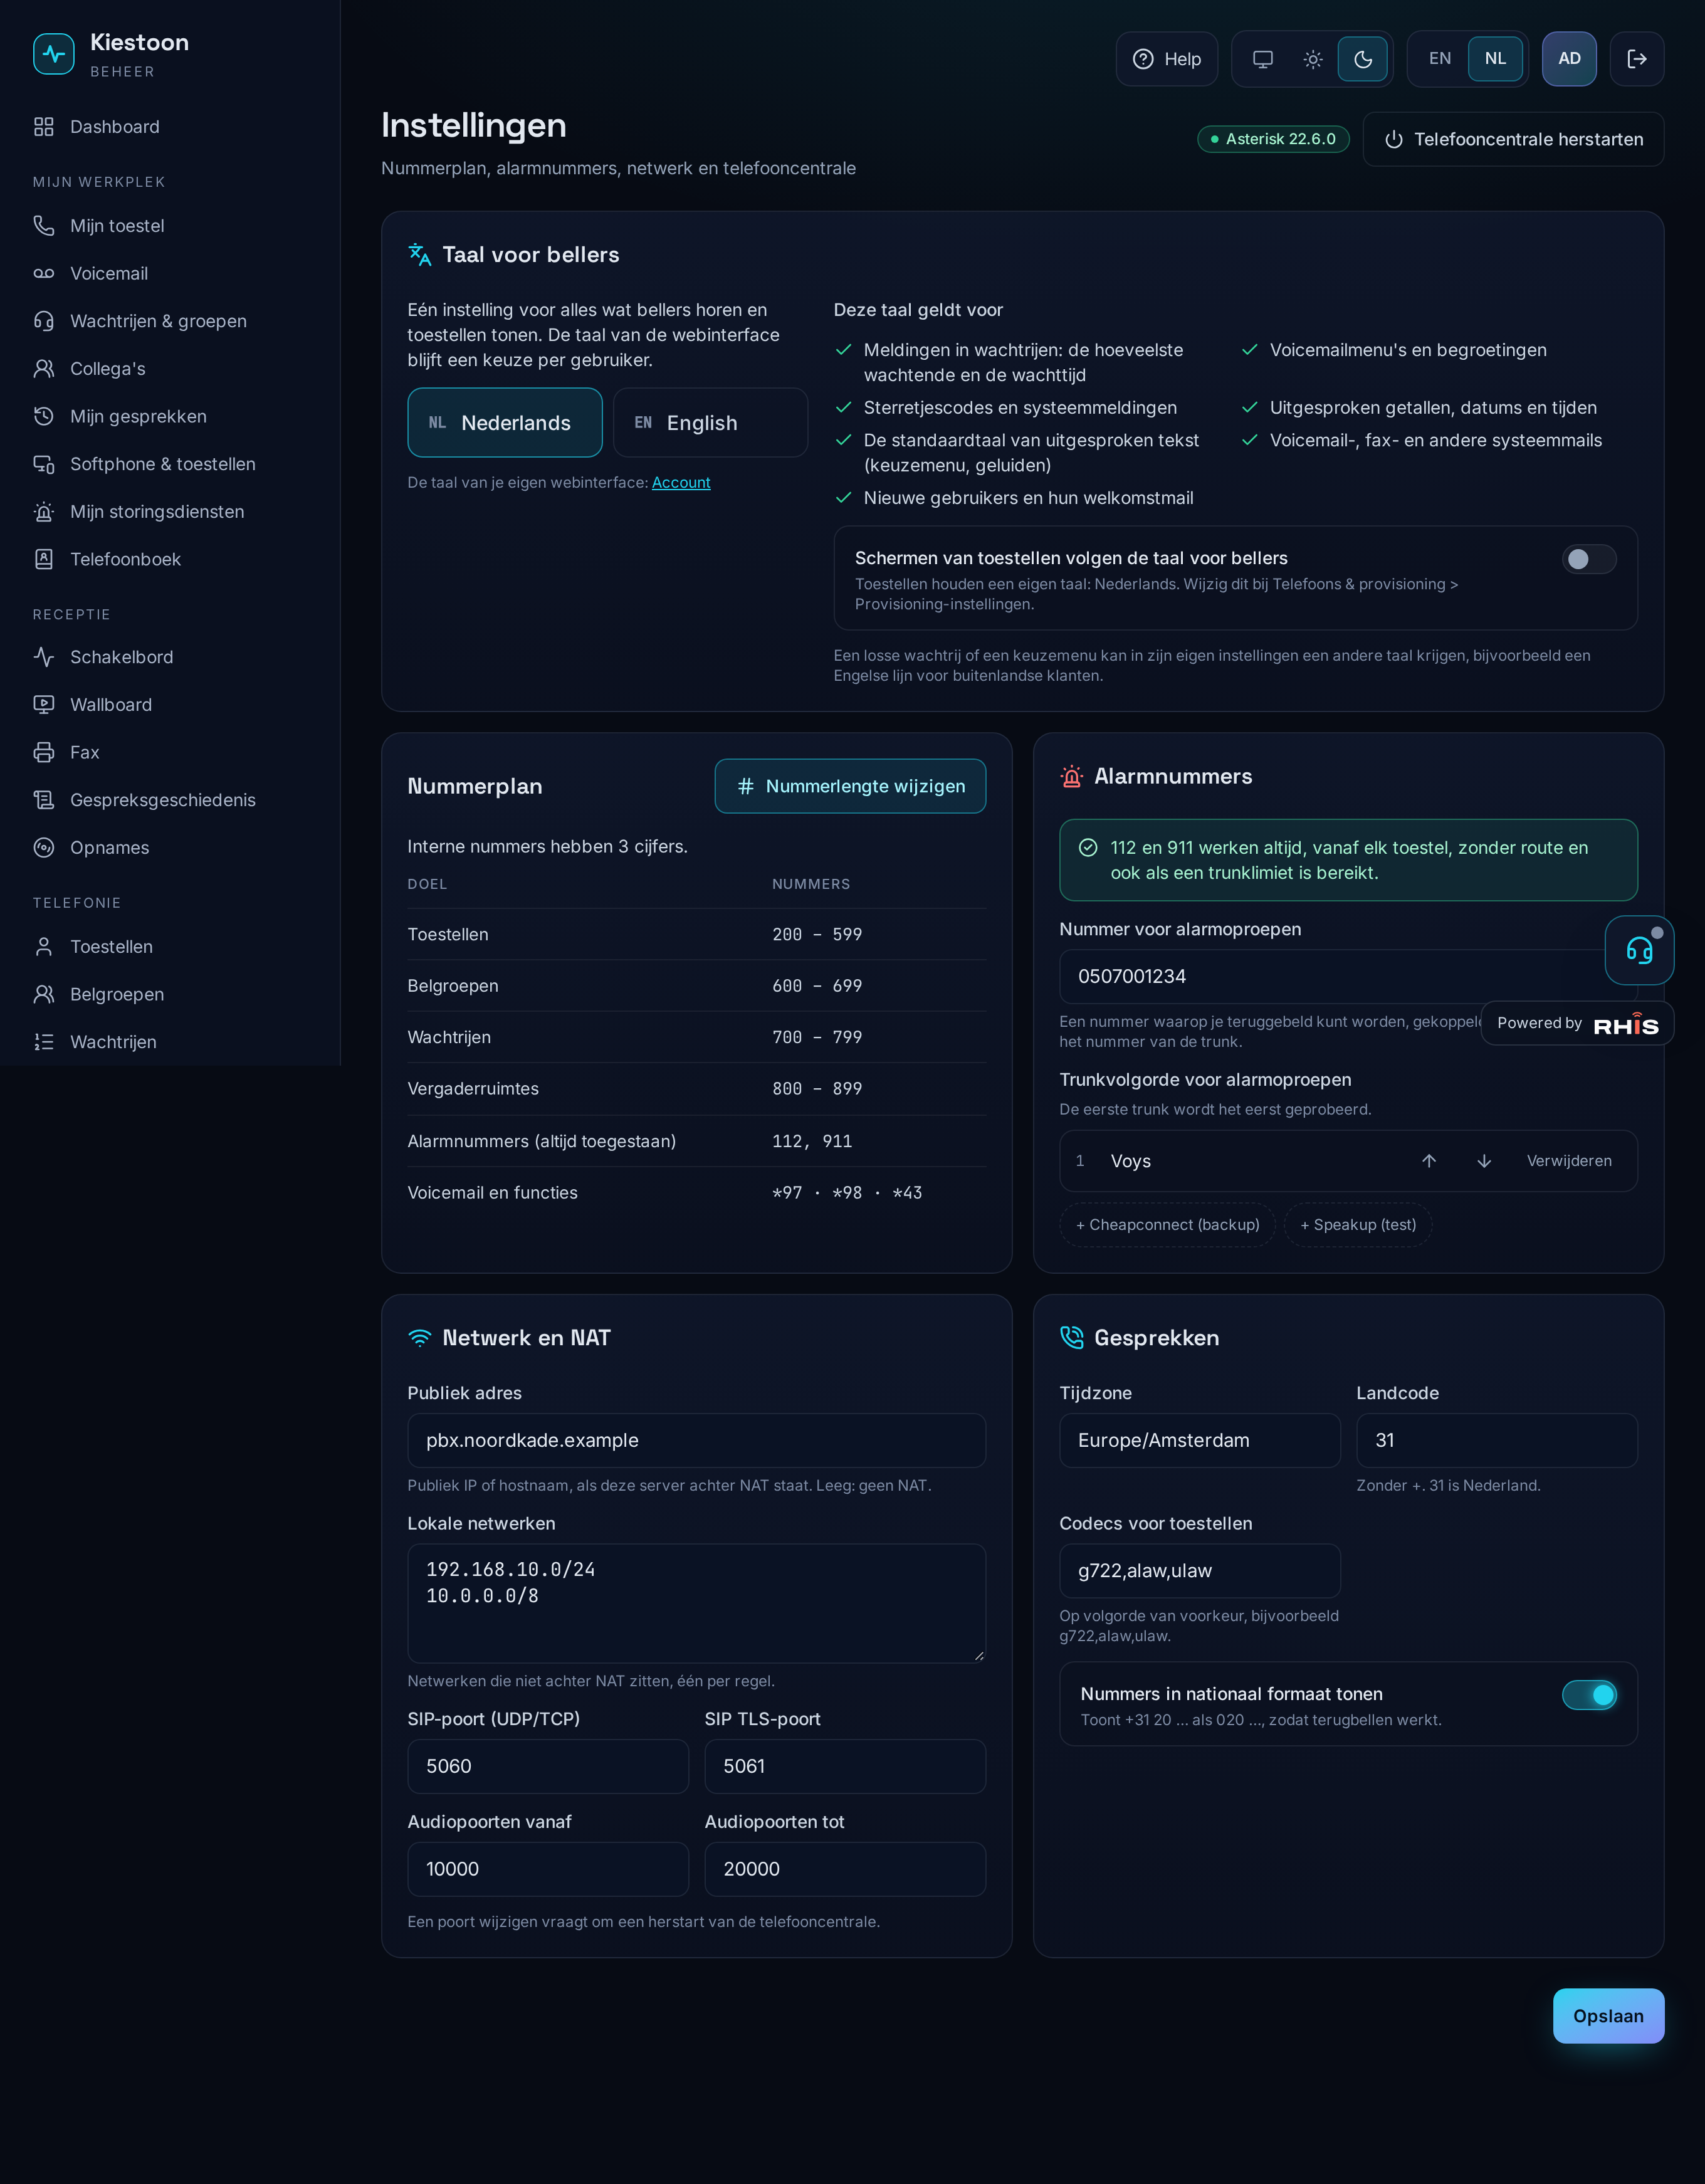 Kiestoon
BEHEER
Dashboard
MIJN WERKPLEK
Mijn toestel
Voicemail
Wachtrijen & groepen
Collega's
Mijn gesprekken
Softphone & toestellen
Mijn storingsdiensten
Telefoonboek
RECEPTIE
Schakelbord
Wallboard
Fax
Gespreksgeschiedenis
Opnames
TELEFONIE
Toestellen
Belgroepen
Wachtrijen
Help
EN
NL
AD
Instellingen
Nummerplan, alarmnummers, netwerk en telefooncentrale
Asterisk 22.6.0
Telefooncentrale herstarten
Taal voor bellers
Eén instelling voor alles wat bellers horen en
toestellen tonen. De taal van de webinterface
blijft een keuze per gebruiker.
NL Nederlands
EN English
De taal van je eigen webinterface: Account
Deze taal geldt voor
Meldingen in wachtrijen: de hoeveelste
wachtende en de wachttijd
Voicemailmenu's en begroetingen
Sterretjescodes en systeemmeldingen
Uitgesproken getallen, datums en tijden
De standaardtaal van uitgesproken tekst
(keuzemenu, geluiden)
Voicemail-, fax- en andere systeemmails
Nieuwe gebruikers en hun welkomstmail
Schermen van toestellen volgen de taal voor bellers
Toestellen houden een eigen taal: Nederlands. Wijzig dit bij Telefoons & provisioning >
Provisioning-instellingen.
Een losse wachtrij of een keuzemenu kan in zijn eigen instellingen een andere taal krijgen, bijvoorbeeld een
Engelse lijn voor buitenlandse klanten.
Nummerplan
Nummerlengte wijzigen
Interne nummers hebben 3 cijfers.
DOEL NUMMERS
Toestellen 200 – 599
Belgroepen 600 – 699
Wachtrijen 700 – 799
Vergaderruimtes 800 – 899
Alarmnummers (altijd toegestaan) 112, 911
Voicemail en functies *97 · *98 · *43
Alarmnummers
112 en 911 werken altijd, vanaf elk toestel, zonder route en
ook als een trunklimiet is bereikt.
Nummer voor alarmoproepen
0507001234
Een nummer waarop je teruggebeld kunt worden,
het nummer van de trunk.
Powered by RHIS
Trunkvolgorde voor alarmoproepen
De eerste trunk wordt het eerst geprobeerd.
1 Voys Verwijderen
+ Cheapconnect (backup)
+ Speakup (test)
Netwerk en NAT
Publiek adres
pbx.noordkade.example
Publiek IP of hostnaam, als deze server achter NAT staat. Leeg: geen NAT.
Lokale netwerken
192.168.10.0/24
10.0.0.0/8
Netwerken die niet achter NAT zitten, één per regel.
SIP-poort (UDP/TCP) SIP TLS-poort
5060 5061
Audiopoorten vanaf Audiopoorten tot
10000 20000
Een poort wijzigen vraagt om een herstart van de telefooncentrale.
Gesprekken
Tijdzone Landcode
Europe/Amsterdam 31
Zonder +. 31 is Nederland.
Codecs voor toestellen
g722,alaw,ulaw
Op volgorde van voorkeur, bijvoorbeeld
g722,alaw,ulaw.
Nummers in nationaal formaat tonen
Toont +31 20 ... als 020 ..., zodat terugbellen werkt.
Opslaan